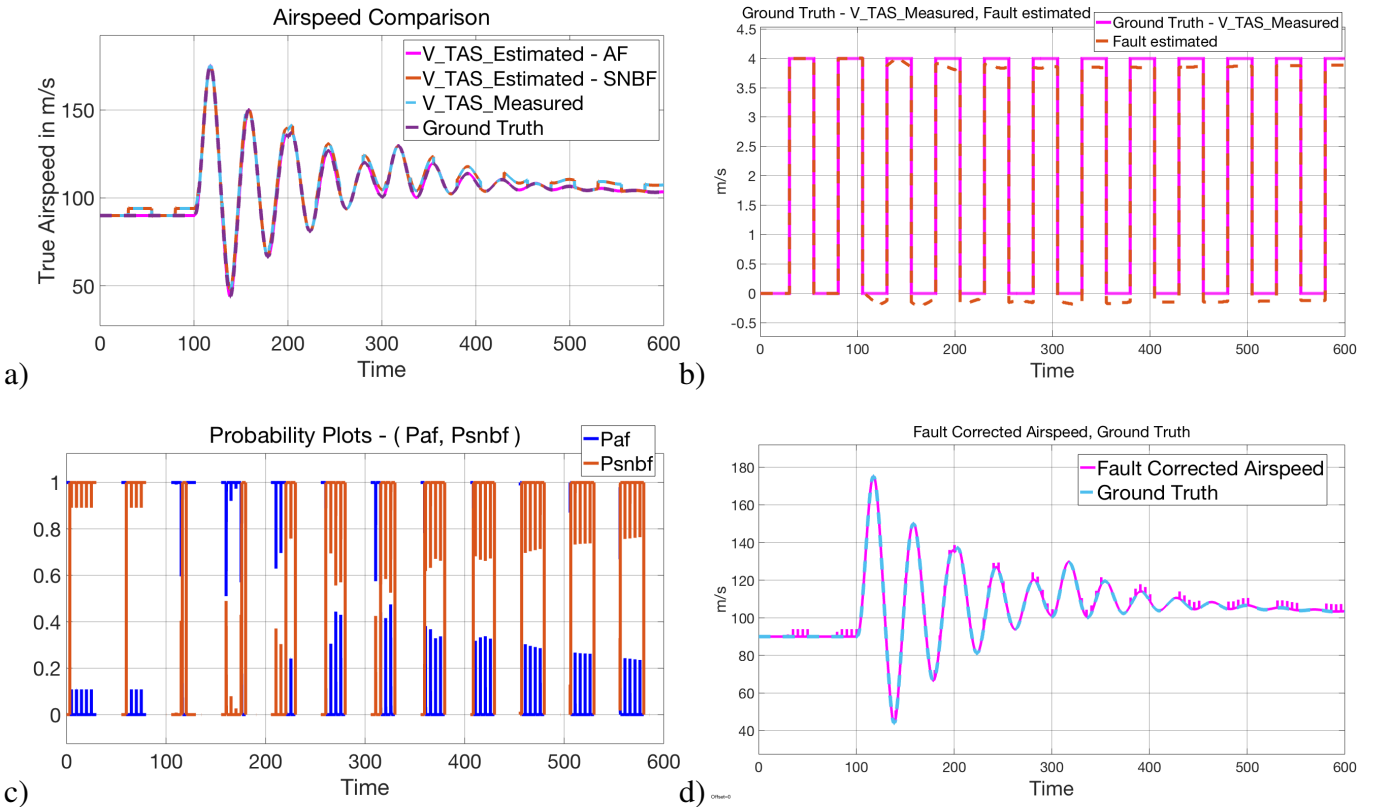 Airspeed Comparison
V_TAS_Estimated - AF
V_TAS_Estimated - SNBF
V_TAS_Measured
Ground Truth
True Airspeed in m/s
150
100
50
0 100 200 300 400 500 600
Time
a)
Ground Truth - V_TAS_Measured, Fault estimated
Ground Truth - V_TAS_Measured
Fault estimated
m/s
4.5
4
3.5
3
2.5
2
1.5
1
0.5
0
-0.5
0 100 200 300 400 500 600
Time
b)
Probability Plots - ( Paf, Psnbf )
Paf
Psnbf
1
0.8
0.6
0.4
0.2
0
0 100 200 300 400 500 600
Time
c)
Fault Corrected Airspeed, Ground Truth
Fault Corrected Airspeed
Ground Truth
m/s
180
160
140
120
100
80
60
40
0 100 200 300 400 500 600
Time
d)
Offset=0